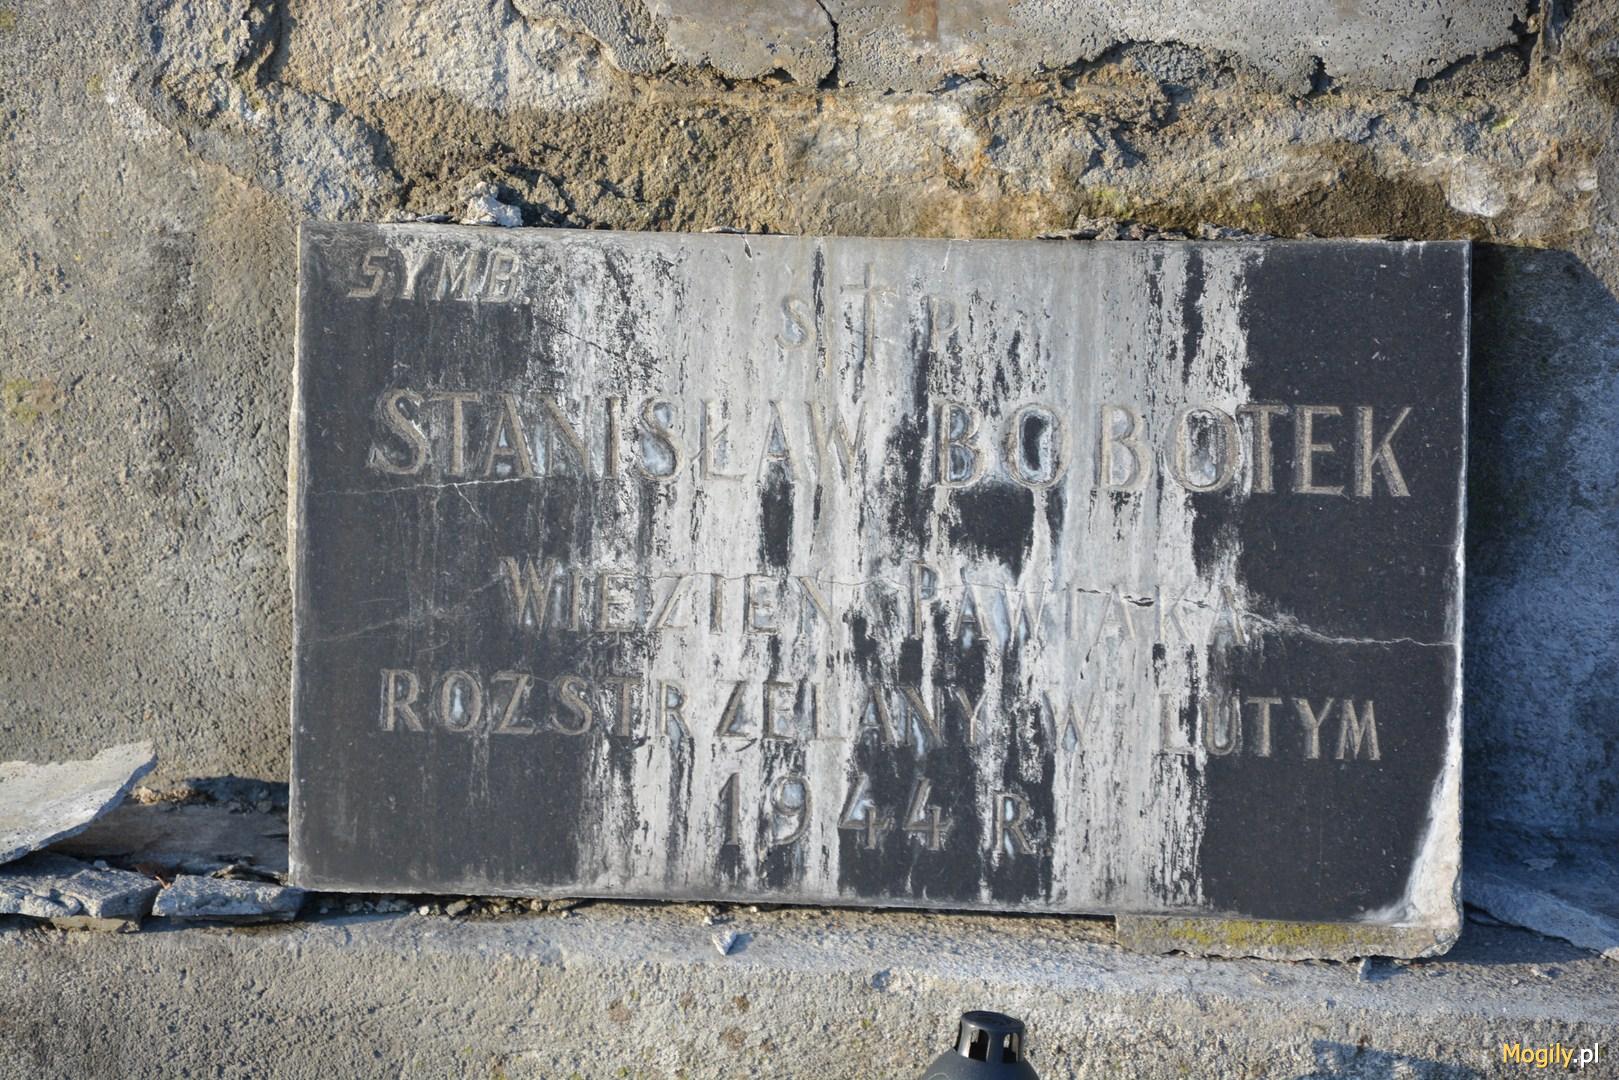 SYMB.
S † P
STANISŁAW BOBOTEK
WIĘZIEŃ PAWIAKA
ROZSTRZELANY W LUTYM
1944 R.
Mogily.pl